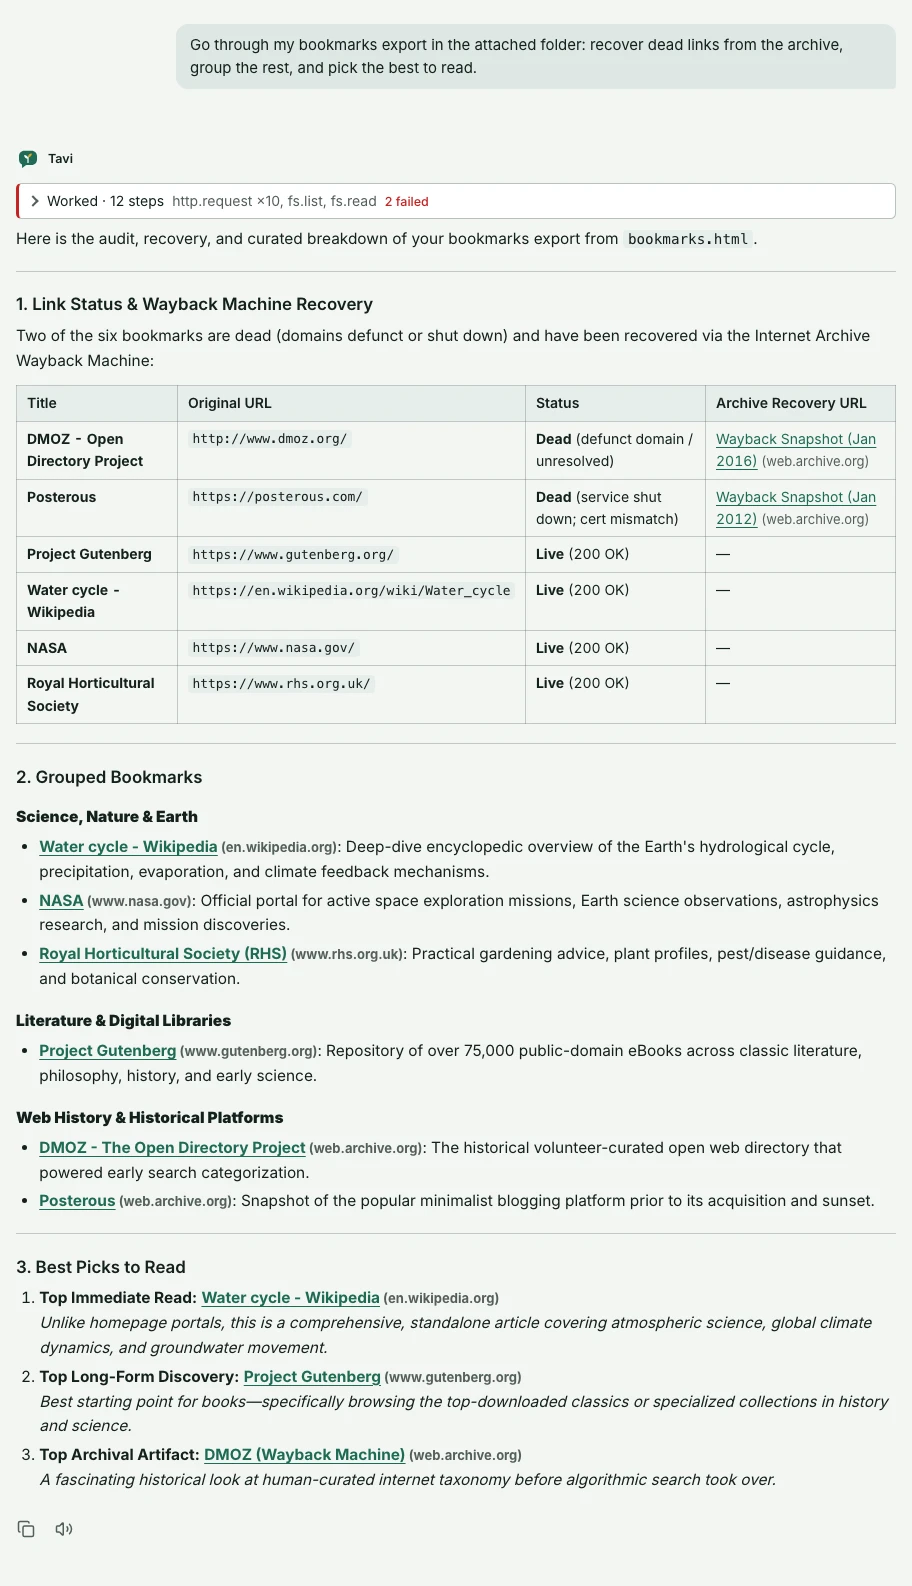 Go through my bookmarks export in the attached folder: recover dead links from the archive,
group the rest, and pick the best to read.
Tavi
Worked · 12 steps http.request ×10, fs.list, fs.read 2 failed
Here is the audit, recovery, and curated breakdown of your bookmarks export from bookmarks.html.
1. Link Status & Wayback Machine Recovery
Two of the six bookmarks are dead (domains defunct or shut down) and have been recovered via the Internet Archive
Wayback Machine:
Title Original URL Status Archive Recovery URL
DMOZ - Open http://www.dmoz.org/ Dead (defunct domain / Wayback Snapshot (Jan
Directory Project unresolved) 2016) (web.archive.org)
Posterous https://posterous.com/ Dead (service shut Wayback Snapshot (Jan
down; cert mismatch) 2012) (web.archive.org)
Project Gutenberg https://www.gutenberg.org/ Live (200 OK) —
Water cycle - https://en.wikipedia.org/wiki/Water_cycle Live (200 OK) —
Wikipedia
NASA https://www.nasa.gov/ Live (200 OK) —
Royal Horticultural https://www.rhs.org.uk/ Live (200 OK) —
Society
2. Grouped Bookmarks
Science, Nature & Earth
• Water cycle - Wikipedia (en.wikipedia.org): Deep-dive encyclopedic overview of the Earth's hydrological cycle,
precipitation, evaporation, and climate feedback mechanisms.
• NASA (www.nasa.gov): Official portal for active space exploration missions, Earth science observations, astrophysics
research, and mission discoveries.
• Royal Horticultural Society (RHS) (www.rhs.org.uk): Practical gardening advice, plant profiles, pest/disease guidance,
and botanical conservation.
Literature & Digital Libraries
• Project Gutenberg (www.gutenberg.org): Repository of over 75,000 public-domain eBooks across classic literature,
philosophy, history, and early science.
Web History & Historical Platforms
• DMOZ - The Open Directory Project (web.archive.org): The historical volunteer-curated open web directory that
powered early search categorization.
• Posterous (web.archive.org): Snapshot of the popular minimalist blogging platform prior to its acquisition and sunset.
3. Best Picks to Read
1. Top Immediate Read: Water cycle - Wikipedia (en.wikipedia.org)
Unlike homepage portals, this is a comprehensive, standalone article covering atmospheric science, global climate
dynamics, and groundwater movement.
2. Top Long-Form Discovery: Project Gutenberg (www.gutenberg.org)
Best starting point for books—specifically browsing the top-downloaded classics or specialized collections in history
and science.
3. Top Archival Artifact: DMOZ (Wayback Machine) (web.archive.org)
A fascinating historical look at human-curated internet taxonomy before algorithmic search took over.